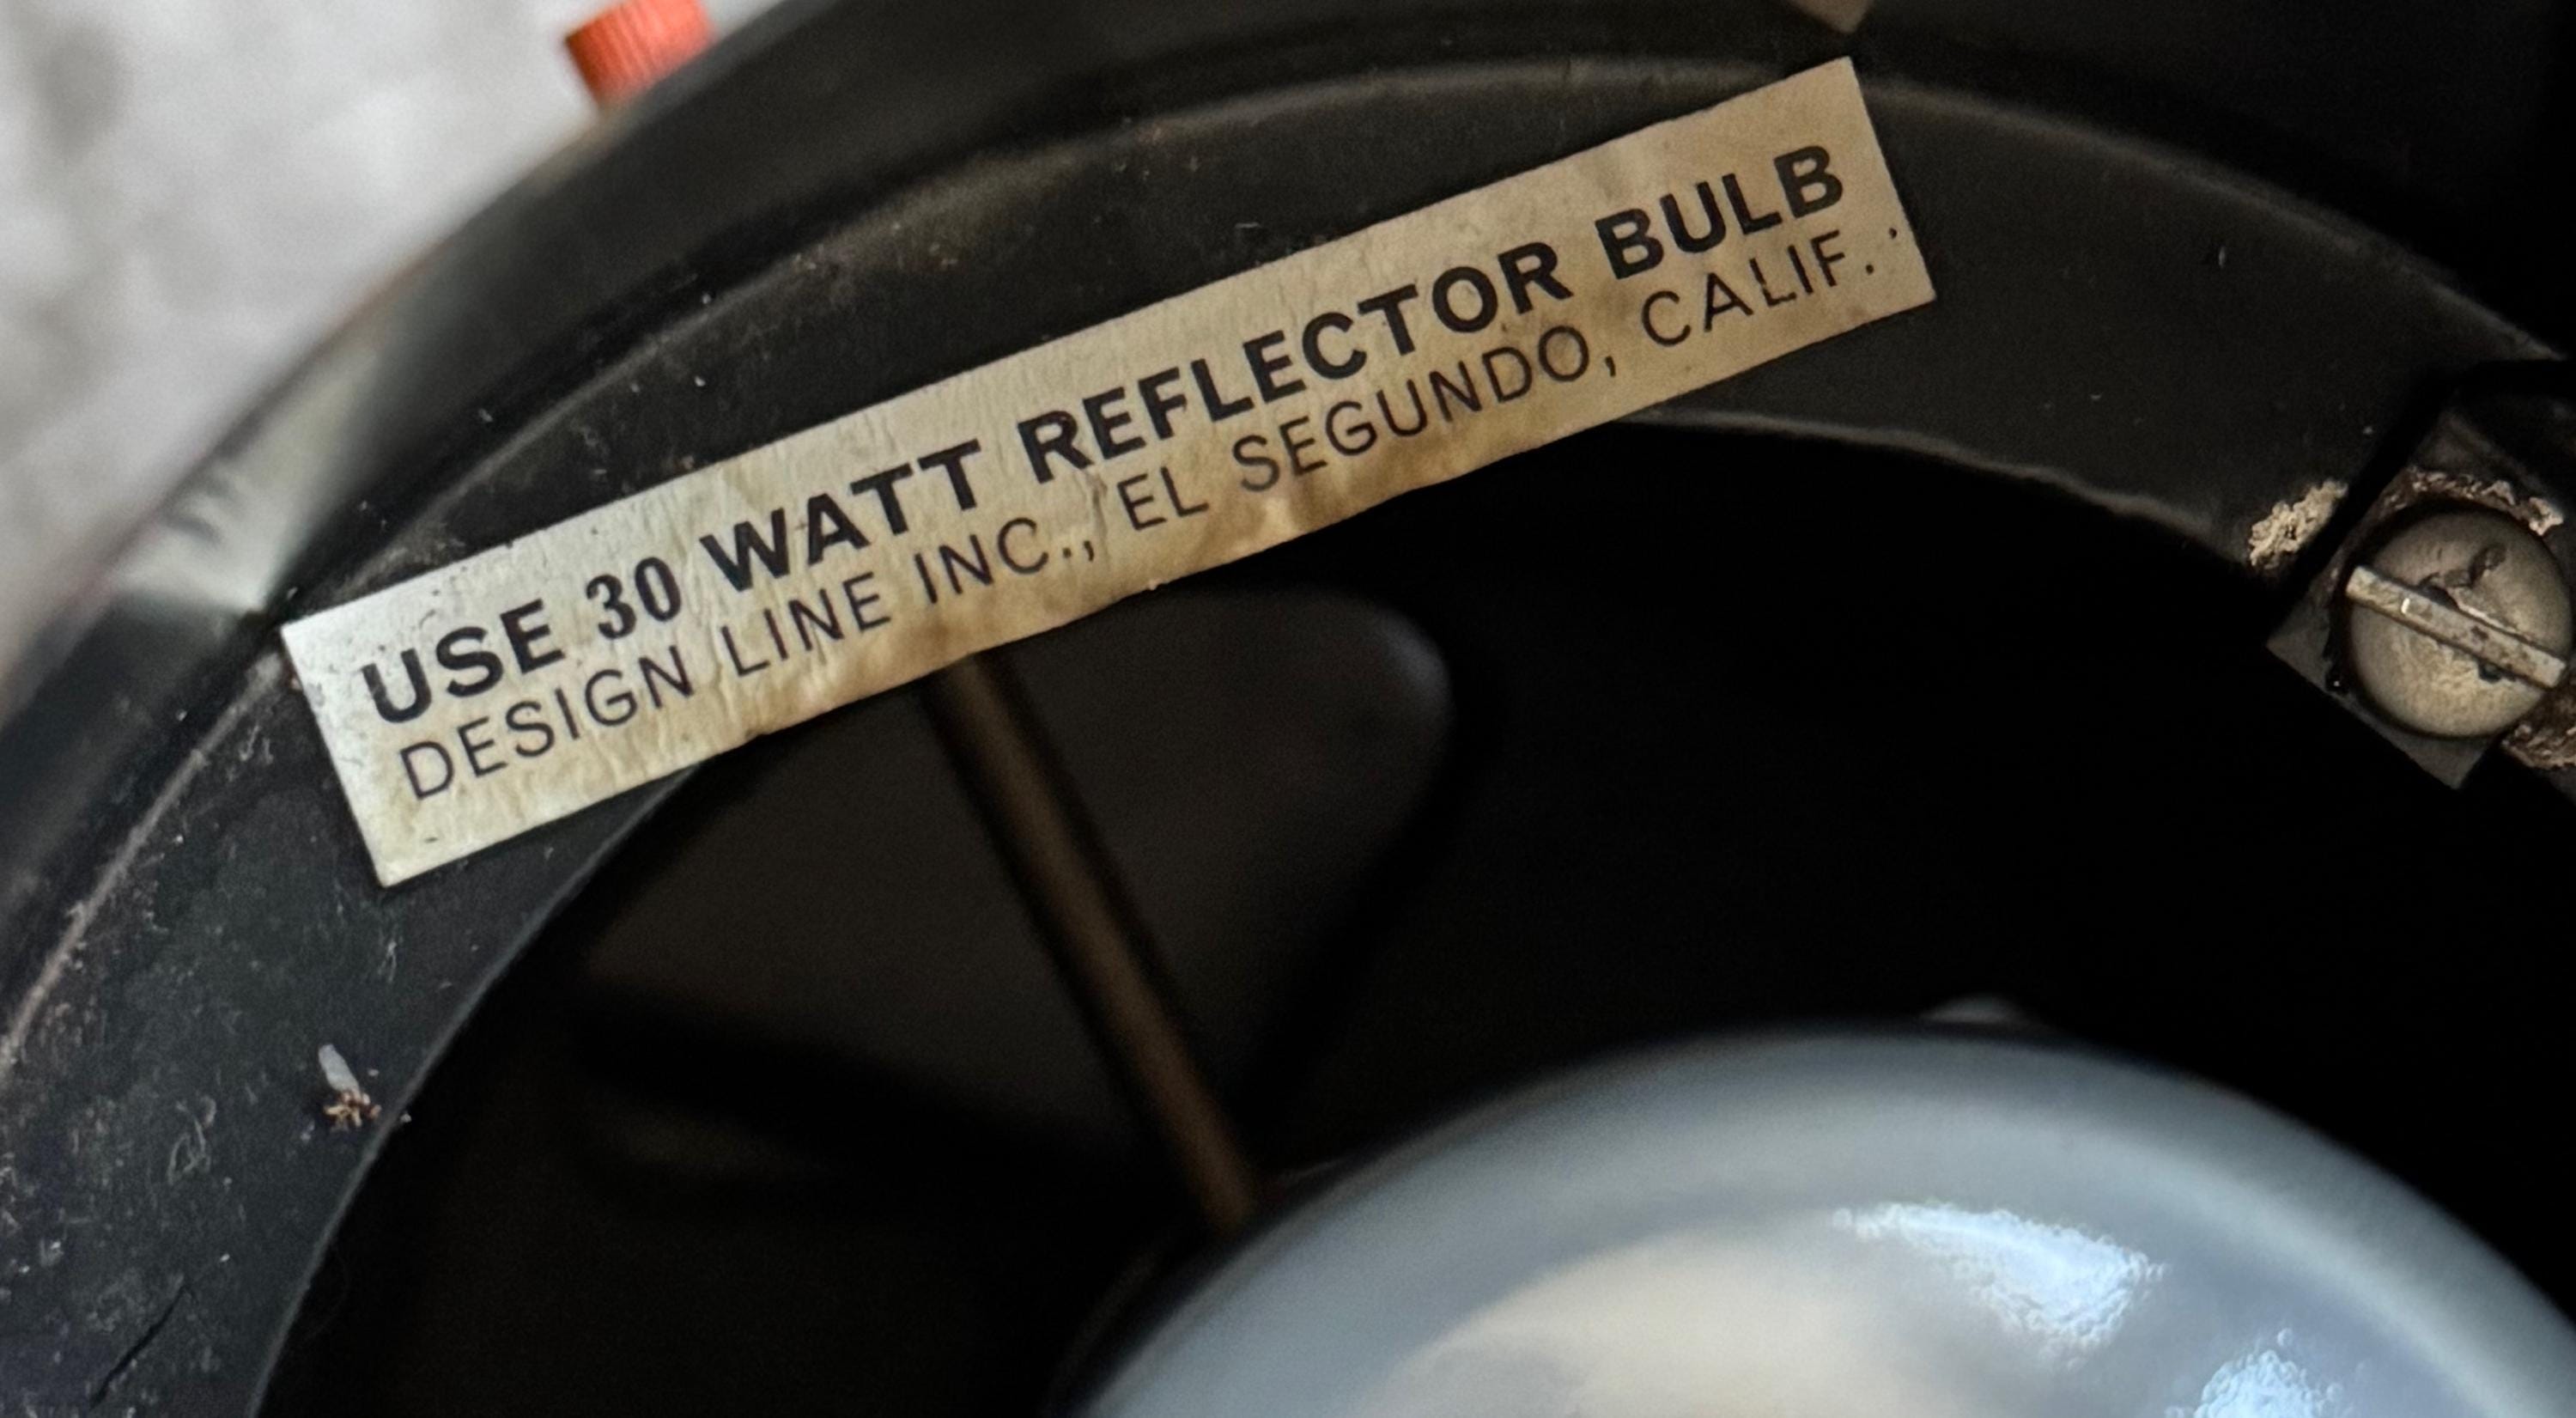 USE 30 WATT REFLECTOR BULB
DESIGN LINE INC., EL SEGUNDO, CALIF.